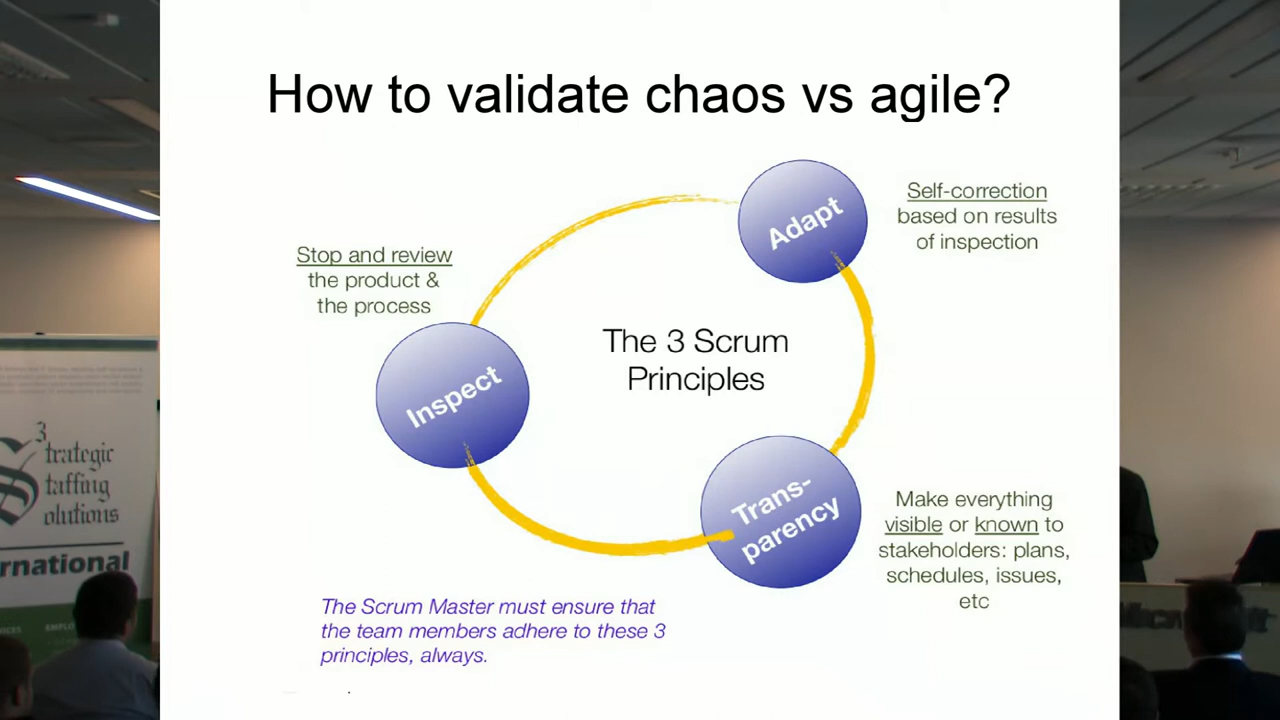 How to validate chaos vs agile?
Adapt
Self-correction
based on results
of inspection
Stop and review
the product &
the process
The 3 Scrum
Principles
Inspect
Trans-
parency
Make everything
visible or known to
stakeholders: plans,
schedules, issues,
etc
The Scrum Master must ensure that
the team members adhere to these 3
principles, always.
S3trategic
taffing
olutions
rnational